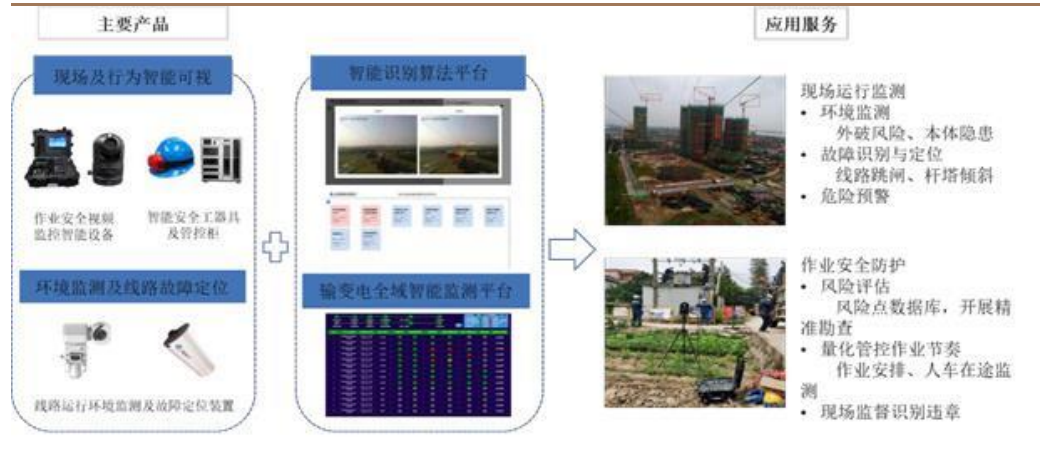 主要产品
应用服务
现场及行为智能可视
作业安全视频
监控智能设备
智能安全工器具
及管控柜
环境监测及线路故障定位
线路运行环境监测及故障定位装置
智能识别算法平台
输变电全域智能监测平台
现场运行监测
• 环境监测
外破风险、本体隐患
• 故障识别与定位
线路跳闸、杆塔倾斜
• 危险预警
作业安全防护
• 风险评估
风险点数据库，开展精
准勘查
• 量化管控作业节奏
作业安排、人车在途监
测
• 现场监督识别违章